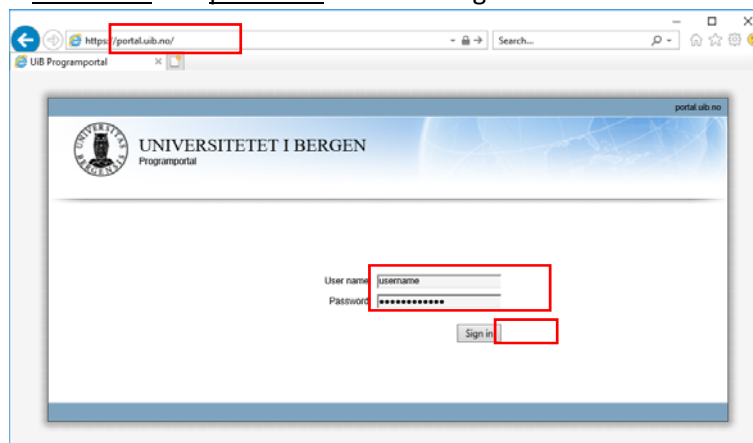 https://portal.uib.no/
Search...
UiB Programportal
portal.uib.no
UNIVERSITETET I BERGEN
Programportal
User name username
Password ••••••••••••
Sign in